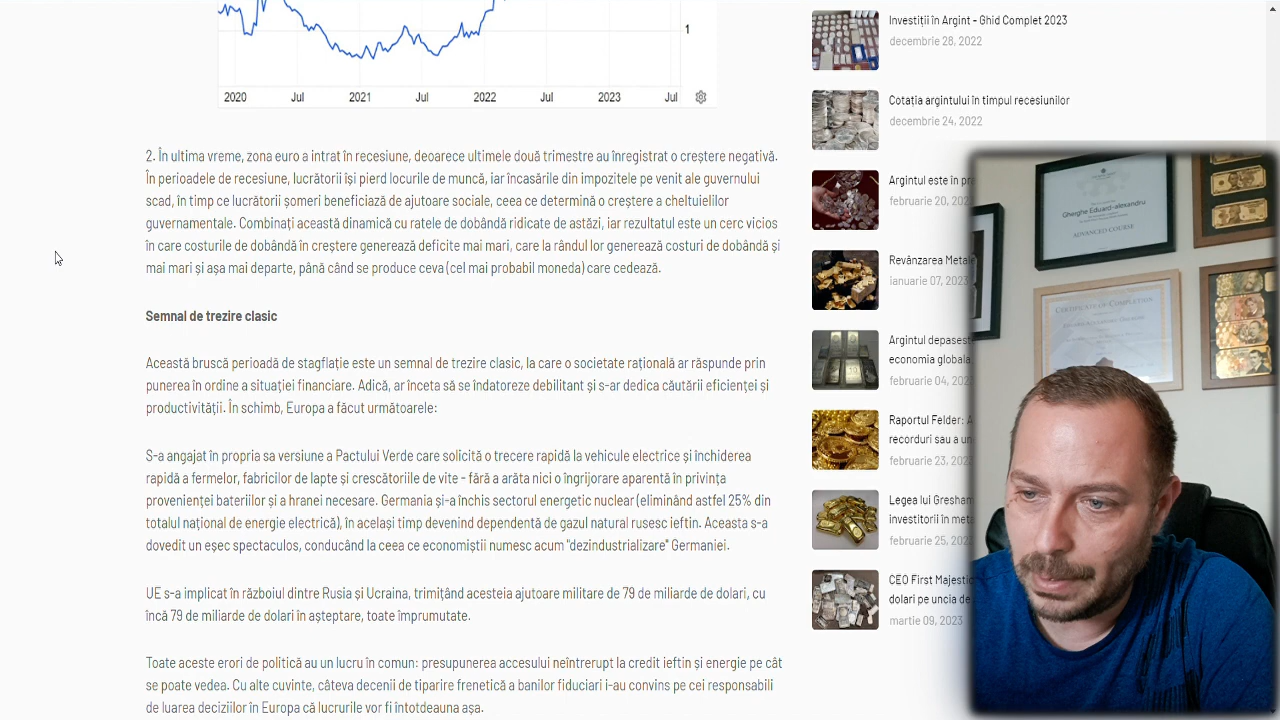 1
2020 Jul 2021 Jul 2022 Jul 2023 Jul
2. În ultima vreme, zona euro a intrat în recesiune, deoarece ultimele două trimestre au înregistrat o creștere negativă.
În perioadele de recesiune, lucrătorii își pierd locurile de muncă, iar încasările din impozitele pe venit ale guvernului
scad, în timp ce lucrătorii șomeri beneficiază de ajutoare sociale, ceea ce determină o creștere a cheltuielilor
guvernamentale. Combinați această dinamică cu ratele de dobândă ridicate de astăzi, iar rezultatul este un cerc vicios
în care costurile de dobândă în creștere generează deficite mai mari, care la rândul lor generează costuri de dobândă și
mai mari și așa mai departe, până când se produce ceva (cel mai probabil moneda) care cedează.
Semnal de trezire clasic
Această bruscă perioadă de stagflație este un semnal de trezire clasic, la care o societate rațională ar răspunde prin
punerea în ordine a situației financiare. Adică, ar înceta să se îndatoreze debilitant și s-ar dedica căutării eficienței și
productivității. În schimb, Europa a făcut următoarele:
S-a angajat în propria sa versiune a Pactului Verde care solicită o trecere rapidă la vehicule electrice și închiderea
rapidă a fermelor, fabricilor de lapte și crescătoriilor de vite - fără a arăta nici o îngrijorare aparentă în privința
provenienței bateriilor și a hranei necesare. Germania și-a închis sectorul energetic nuclear (eliminând astfel 25% din
totalul național de energie electrică), în același timp devenind dependentă de gazul natural rusesc ieftin. Aceasta s-a
dovedit un eșec spectaculos, conducând la ceea ce economiștii numesc acum "dezindustrializare" Germaniei.
UE s-a implicat în războiul dintre Rusia și Ucraina, trimițând acesteia ajutoare militare de 79 de miliarde de dolari, cu
încă 79 de miliarde de dolari în așteptare, toate împrumutate.
Toate aceste erori de politică au un lucru în comun: presupunerea accesului neîntrerupt la credit ieftin și energie pe cât
se poate vedea. Cu alte cuvinte, câteva decenii de tipărire frenetică a banilor fiduciari i-au convins pe cei responsabili
de luarea deciziilor în Europa că lucrurile vor fi întotdeauna așa.
Investiții în Argint - Ghid Complet 2023
decembrie 28, 2022
Cotația argintului în timpul recesiunilor
decembrie 24, 2022
Argintul este în pr
februarie 20, 202
Revânzarea Metale
ianuarie 07, 2023
Argintul depaseste
economia globala
februarie 04, 2023
Raportul Felder: A
recorduri sau a un
februarie 23, 2023
Legea lui Gresham
investitorii în meta
februarie 25, 2023
CEO First Majestic
dolari pe uncia de
martie 09, 2023
Gheorghe Eduard-alexandru
ADVANCED COURSE
CERTIFICATE OF COMPLETION